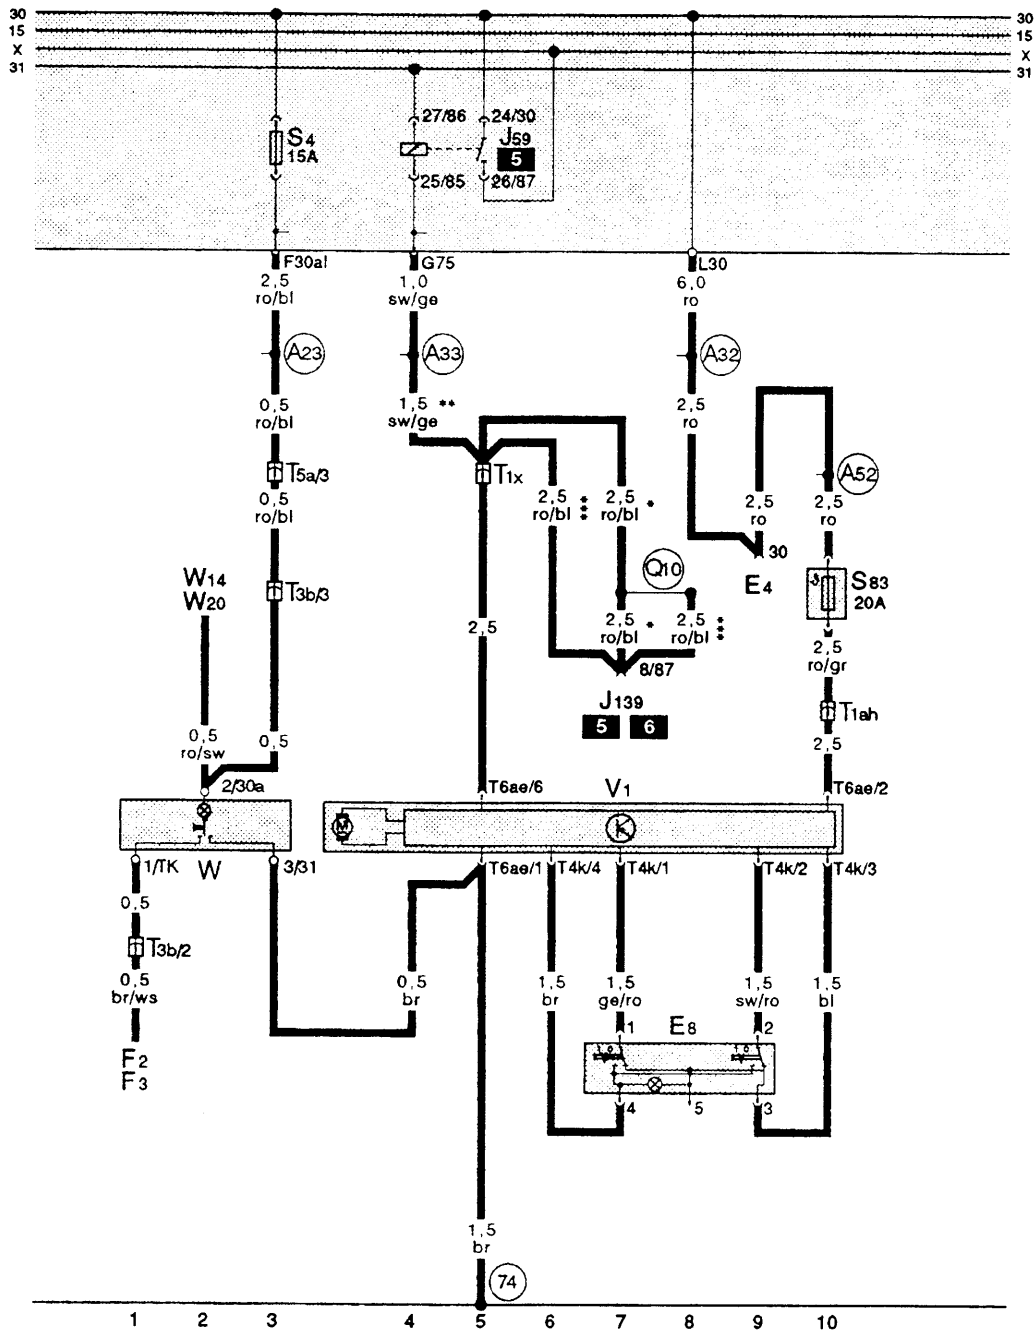 30 30
15 15
X X
31 31
27/86 24/30
S4 J59
15A 5
25/85 26/87
F30al G75 L30
2,5 1,0 6,0
ro/bl sw/ge ro
A23 A33 A32
0,5 1,5 ** 2,5
ro/bl sw/ge ro
T5a/3 T1x A52
0,5 2,5 *** 2,5 * 2,5 2,5
ro/bl ro/bl ro/bl ro ro
30
W14 Q10 E4 3 S83
W20 T3b/3 20A
2,5 2,5 * 2,5 *** 2,5
ro/bl ro/bl ro/gr
8/87
J139
5 6 T1ah
0,5 0,5 2,5
ro/sw
2/30a T6ae/6 V1 T6ae/2
M
1/TK W 3/31 T6ae/1 T4k/4 T4k/1 T4k/2 T4k/3
0,5
T3b/2
0,5 0,5 1,5 1,5 1,5 1,5
br/ws br br ge/ro sw/ro bl
1 E8 2
F2 1 0 1 0
F3
4 5 3
1,5
br
74
1 2 3 4 5 6 7 8 9 10